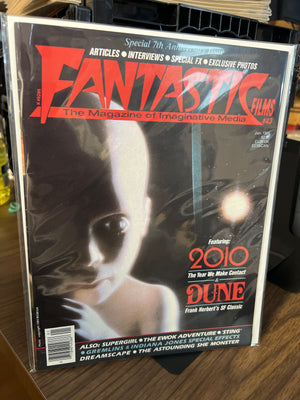 Special 7th Anniversary Issue
ARTICLES • INTERVIEWS • SPECIAL FX • EXCLUSIVE PHOTOS
FANTASTIC
FILMS
The Magazine of Imaginative Media
#43
Featuring:
2010
The Year We Make Contact
&
DUNE
Frank Herbert's SF Classic
ALSO: SUPERGIRL • THE EWOK ADVENTURE • 'STING'
• GREMLINS & INDIANA JONES SPECIAL EFFECTS
DREAMSCAPE • THE ASTOUNDING SHE MONSTER